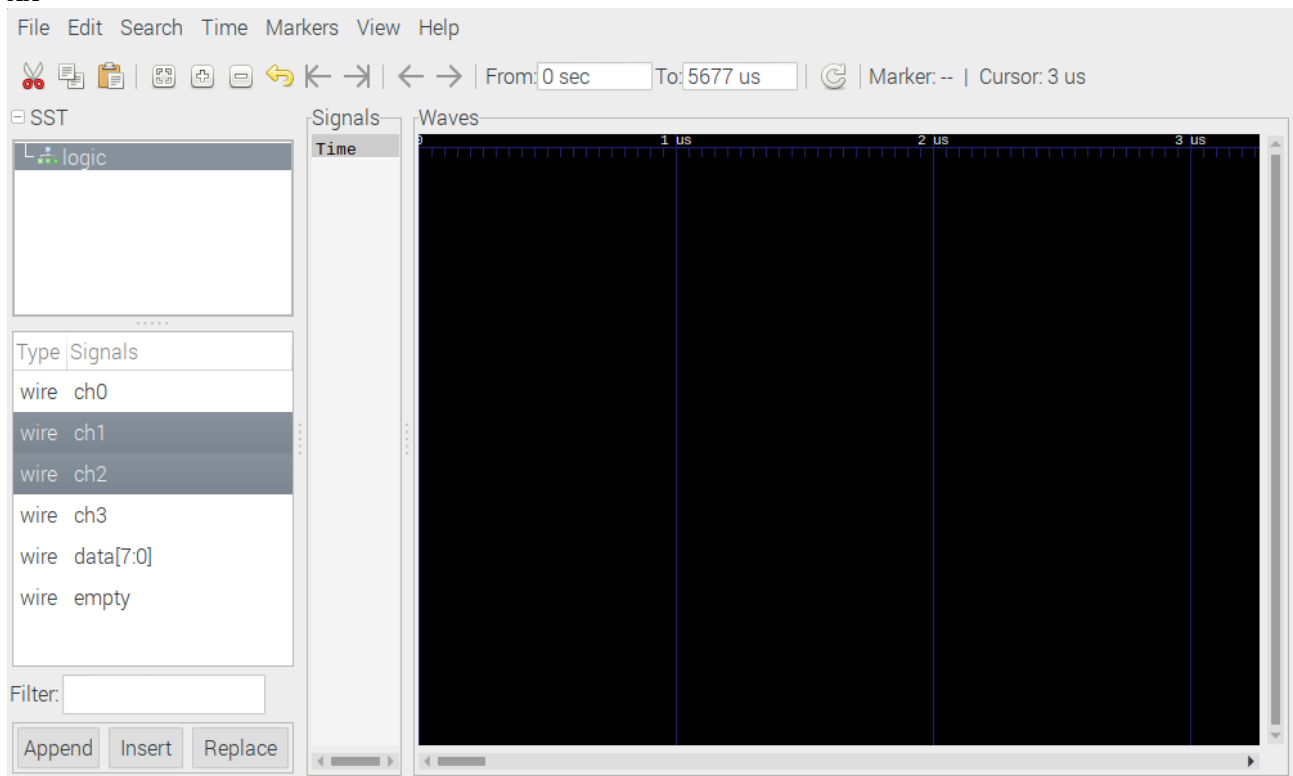 File Edit Search Time Markers View Help
From: 0 sec To: 5677 us Marker: -- | Cursor: 3 us
SST
logic
Type Signals
wire ch0
wire ch1
wire ch2
wire ch3
wire data[7:0]
wire empty
Filter:
Append Insert Replace
Signals
Time
Waves
0 1 us 2 us 3 us